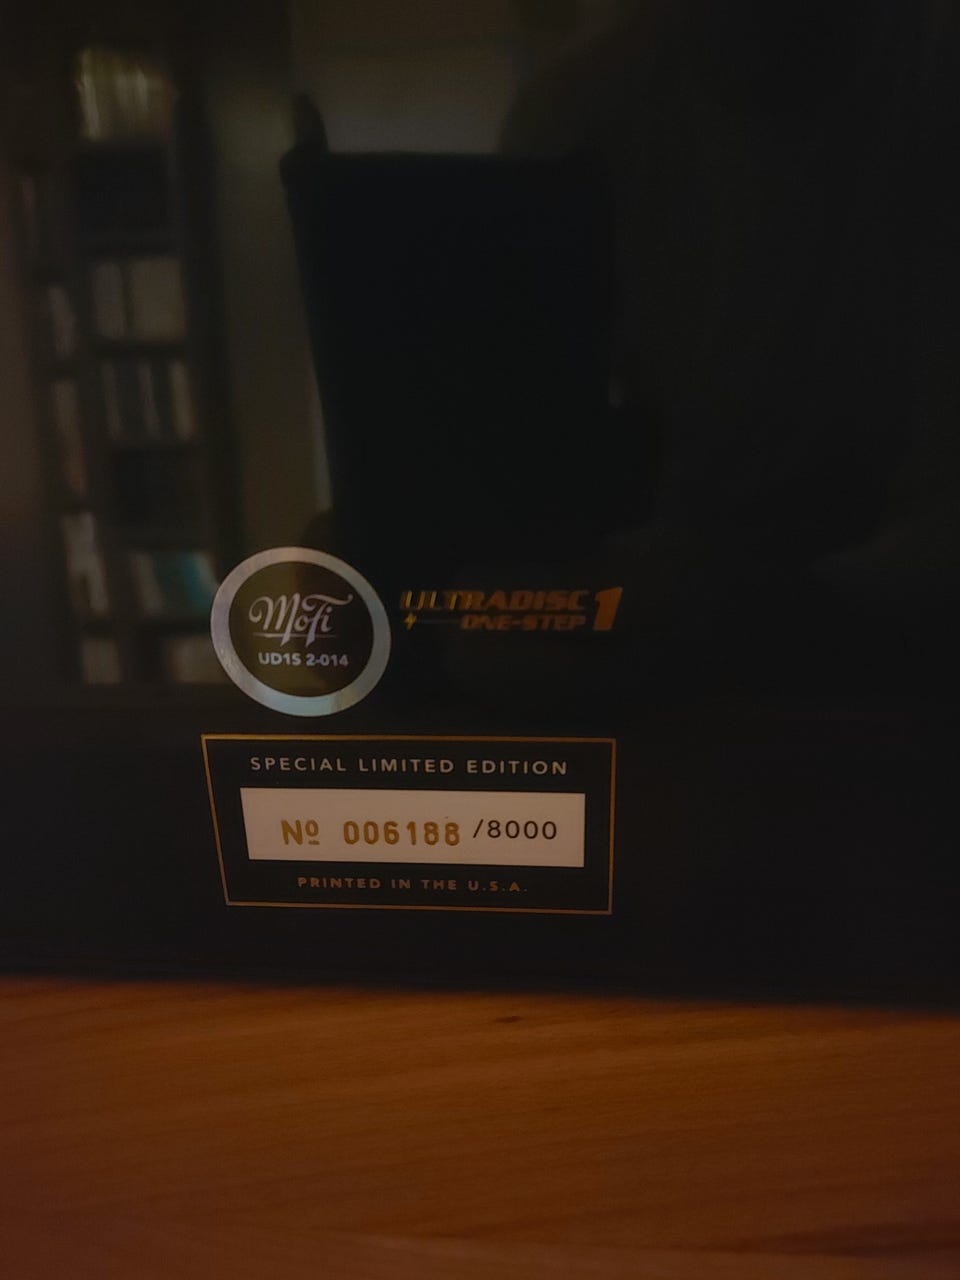 MoFi
UD1S 2-014
ULTRADISC 1
ONE-STEP
SPECIAL LIMITED EDITION
Nº 006188 /8000
PRINTED IN THE U.S.A.